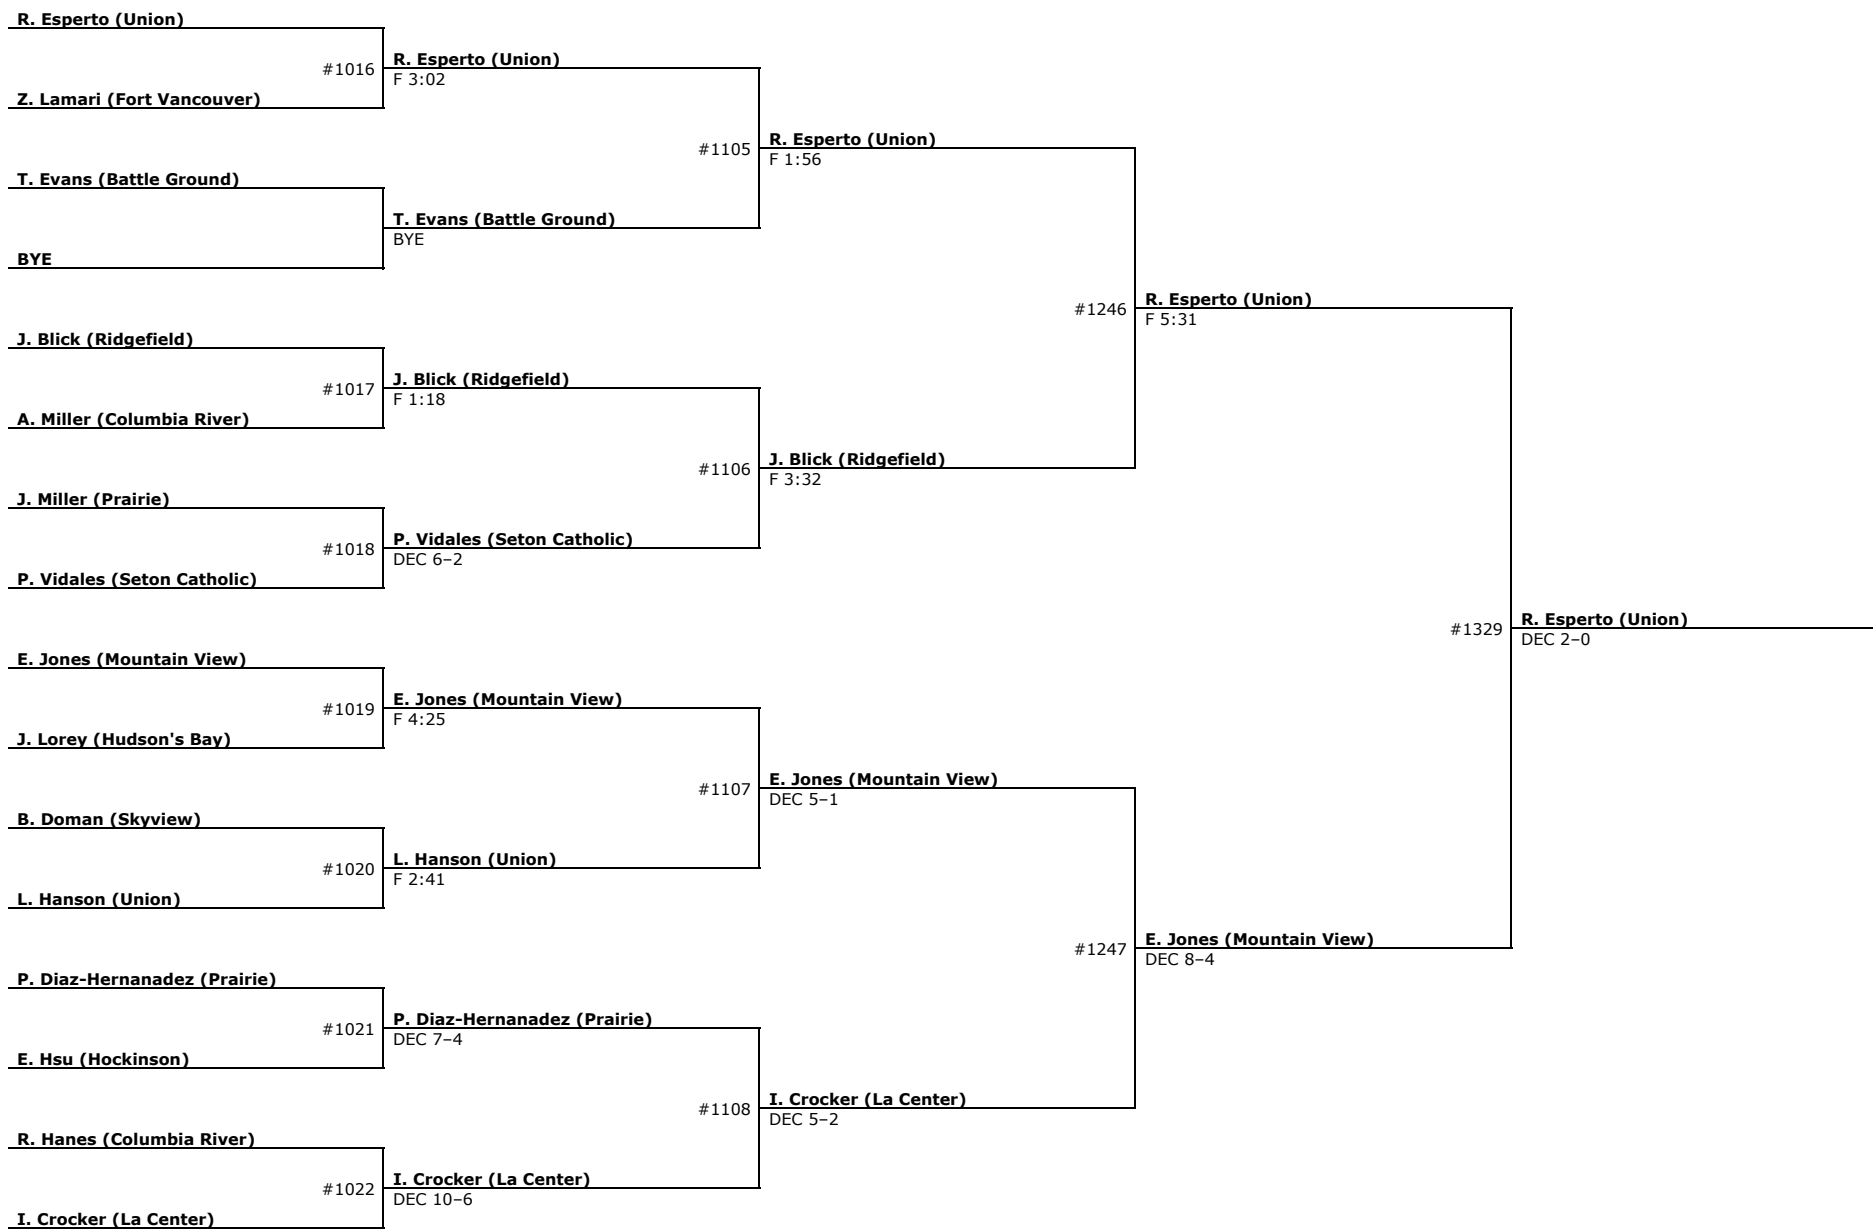 R. Esperto (Union)
#1016
Z. Lamari (Fort Vancouver)
T. Evans (Battle Ground)
BYE
J. Blick (Ridgefield)
#1017
A. Miller (Columbia River)
J. Miller (Prairie)
#1018
P. Vidales (Seton Catholic)
E. Jones (Mountain View)
#1019
J. Lorey (Hudson's Bay)
B. Doman (Skyview)
#1020
L. Hanson (Union)
P. Diaz-Hernanadez (Prairie)
#1021
E. Hsu (Hockinson)
R. Hanes (Columbia River)
#1022
I. Crocker (La Center)
R. Esperto (Union)
F 3:02
#1105
T. Evans (Battle Ground)
BYE
J. Blick (Ridgefield)
F 1:18
#1106
P. Vidales (Seton Catholic)
DEC 6–2
E. Jones (Mountain View)
F 4:25
#1107
L. Hanson (Union)
F 2:41
P. Diaz-Hernanadez (Prairie)
DEC 7–4
#1108
I. Crocker (La Center)
DEC 10–6
R. Esperto (Union)
F 1:56
#1246
J. Blick (Ridgefield)
F 3:32
E. Jones (Mountain View)
DEC 5–1
#1247
I. Crocker (La Center)
DEC 5–2
R. Esperto (Union)
F 5:31
#1329
E. Jones (Mountain View)
DEC 8–4
R. Esperto (Union)
DEC 2–0